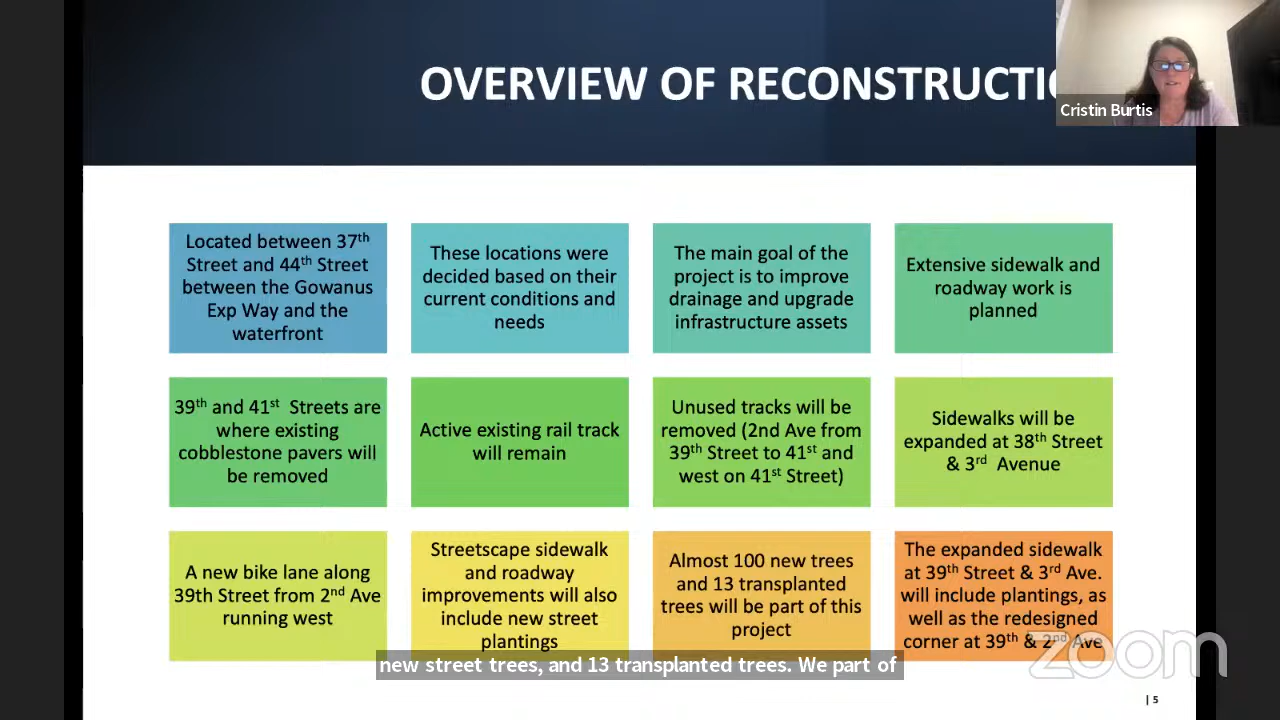 OVERVIEW OF RECONSTRUCTI
Cristin Burtis
Located between 37th
Street and 44th Street
between the Gowanus
Exp Way and the
waterfront
These locations were
decided based on their
current conditions and
needs
The main goal of the
project is to improve
drainage and upgrade
infrastructure assets
Extensive sidewalk and
roadway work is
planned
39th and 41st Streets are
where existing
cobblestone pavers will
be removed
Active existing rail track
will remain
Unused tracks will be
removed (2nd Ave from
39th Street to 41st and
west on 41st Street)
Sidewalks will be
expanded at 38th Street
& 3rd Avenue
A new bike lane along
39th Street from 2nd Ave
running west
Streetscape sidewalk
and roadway
improvements will also
include new street
plantings
Almost 100 new trees
and 13 transplanted
trees will be part of this
project
The expanded sidewalk
at 39th Street & 3rd Ave.
will include plantings, as
well as the redesigned
corner at 39th & 2nd Ave
new street trees, and 13 transplanted trees. We part of
zoom
| 5